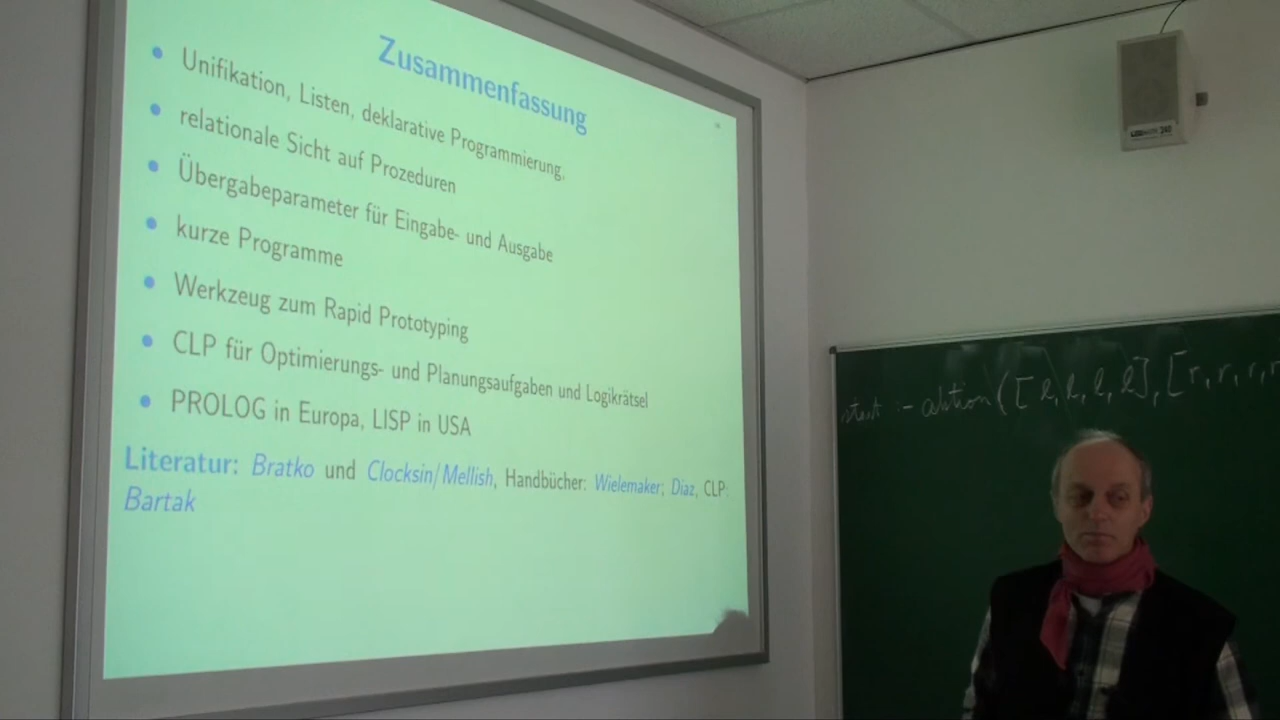 Zusammenfassung
• Unifikation, Listen, deklarative Programmierung,
• relationale Sicht auf Prozeduren
• Übergabeparameter für Eingabe- und Ausgabe
• kurze Programme
• Werkzeug zum Rapid Prototyping
• CLP für Optimierungs- und Planungsaufgaben und Logikrätsel
• PROLOG in Europa, LISP in USA
Literatur: Bratko und Clocksin/Mellish, Handbücher: Wielemaker; Diaz, CLP:
Bartak
start :- aktion([l,l,l,l],[r,r,r,r